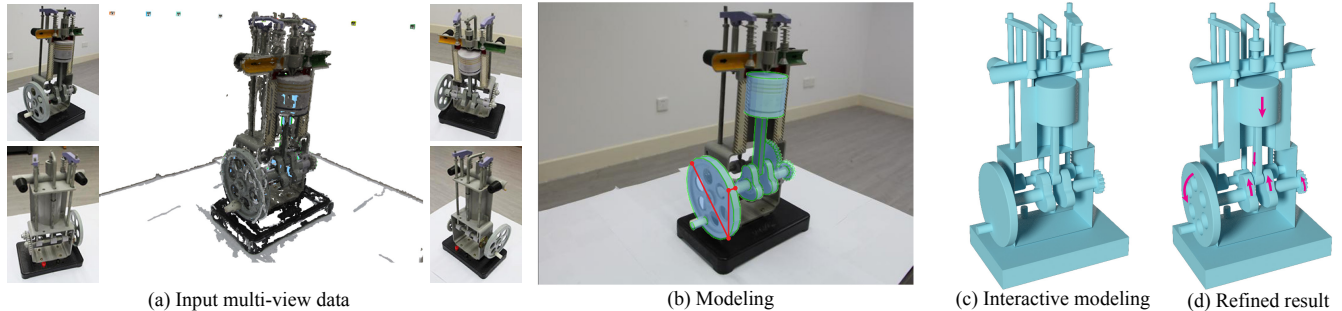 (a) Input multi-view data
(b) Modeling
(c) Interactive modeling
(d) Refined result